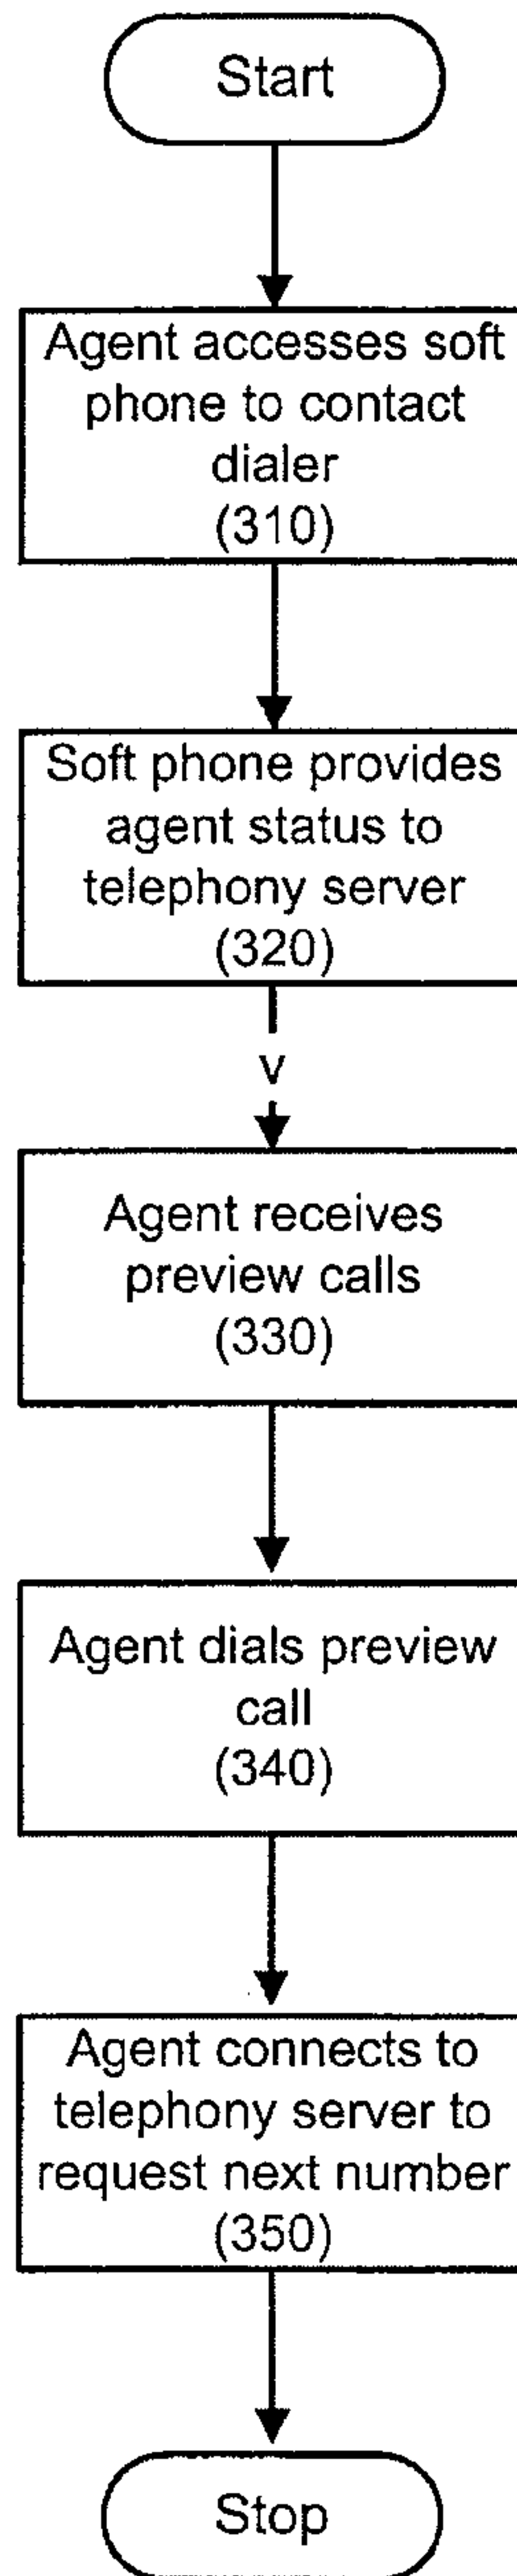 Start
Agent accesses soft
phone to contact
dialer
(310)
Soft phone provides
agent status to
telephony server
(320)
v
Agent receives
preview calls
(330)
Agent dials preview
call
(340)
Agent connects to
telephony server to
request next number
(350)
Stop